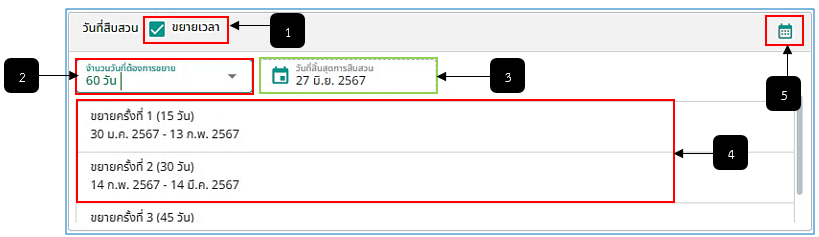 วันที่สืบสวน ขยายเวลา 1
จำนวนวันที่ต้องการขยาย
60 วัน
2
วันที่สิ้นสุดการสืบสวน
27 มิ.ย. 2567
3
5
ขยายครั้งที่ 1 (15 วัน)
30 ม.ค. 2567 - 13 ก.พ. 2567
4
ขยายครั้งที่ 2 (30 วัน)
14 ก.พ. 2567 - 14 มี.ค. 2567
ขยายครั้งที่ 3 (45 วัน)